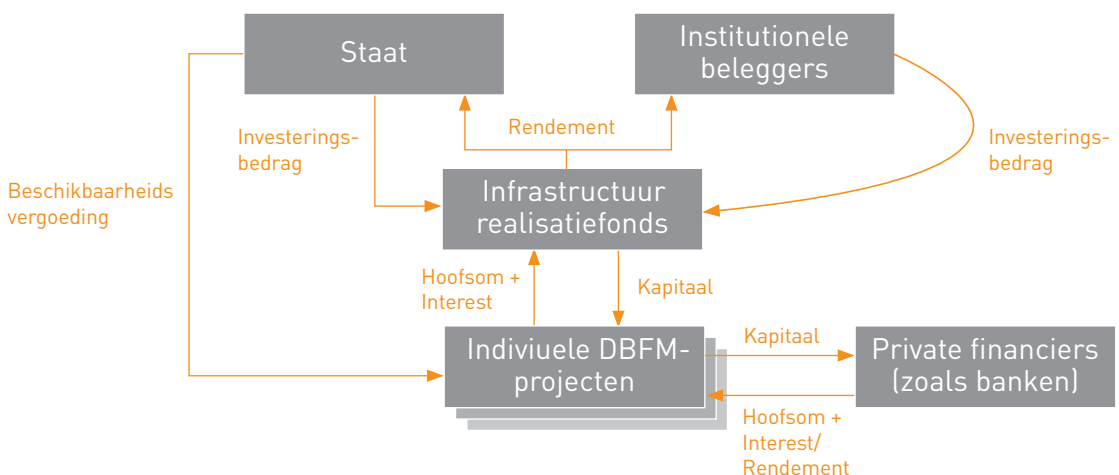 Staat
Institutionele
beleggers
Rendement
Investerings-
bedrag
Investerings-
bedrag
Beschikbaarheids
vergoeding
Infrastructuur
realisatiefonds
Hoofsom +
Interest
Kapitaal
Indiviuele DBFM-
projecten
Kapitaal
Private financiers
(zoals banken)
Hoofsom +
Interest/
Rendement